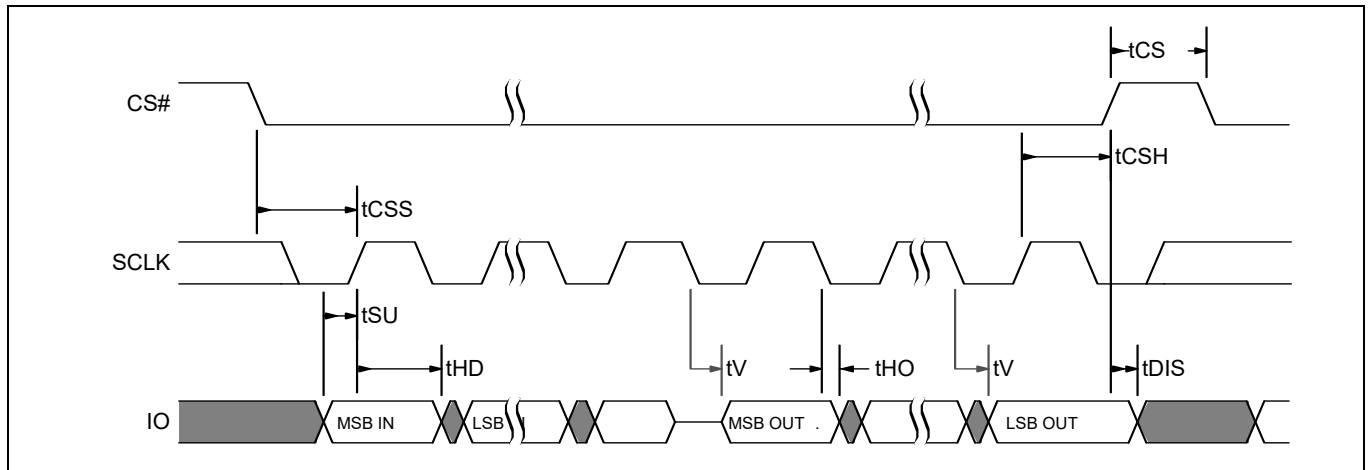 tCS
CS#
tCSH
tCSS
SCLK
tSU
tHD
tV
tHO
tV
tDIS
IO
MSB IN
LSB
MSB OUT .
LSB OUT